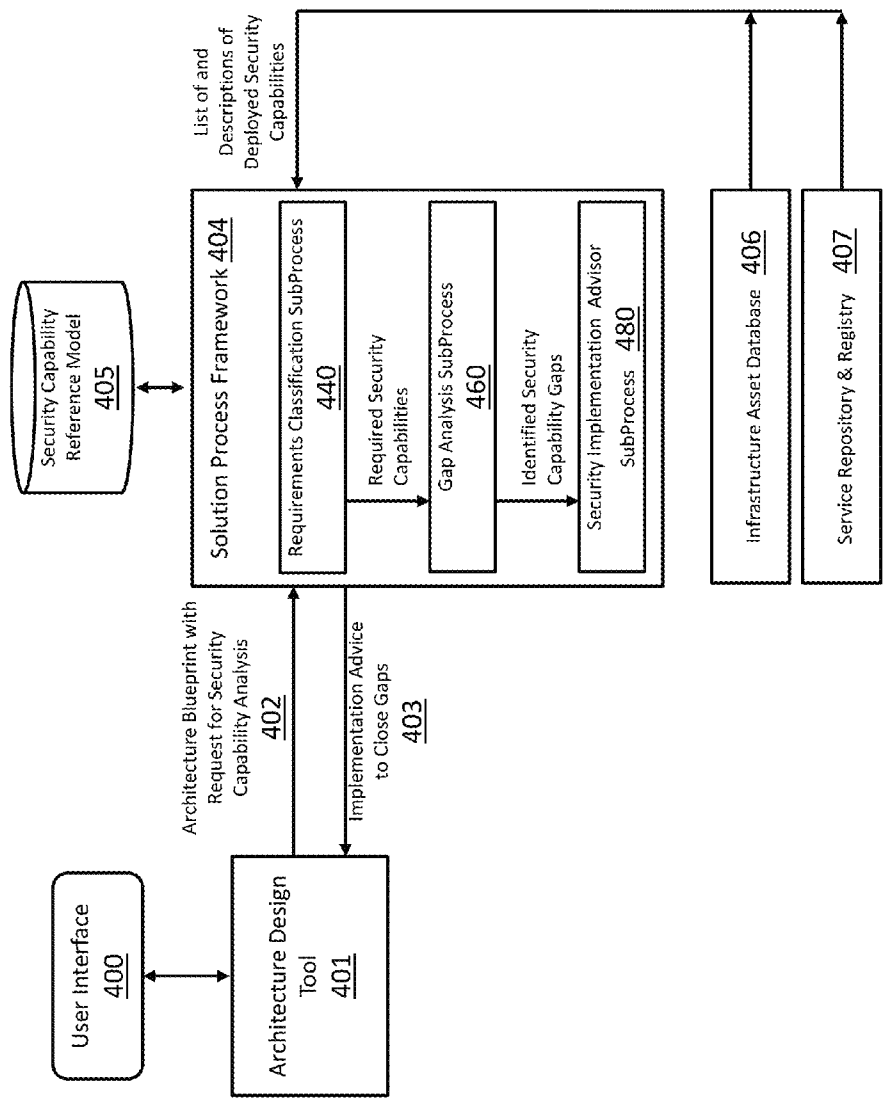 User Interface
400
Architecture Design
Tool
401
Architecture Blueprint with
Request for Security
Capability Analysis
402
Implementation Advice
to Close Gaps
403
Security Capability
Reference Model
405
Solution Process Framework 404
Requirements Classification SubProcess
440
Required Security
Capabilities
Gap Analysis SubProcess
460
Identified Security
Capability Gaps
Security Implementation Advisor
SubProcess 480
List of and
Descriptions of
Deployed Security
Capabilities
Infrastructure Asset Database 406
Service Repository & Registry 407